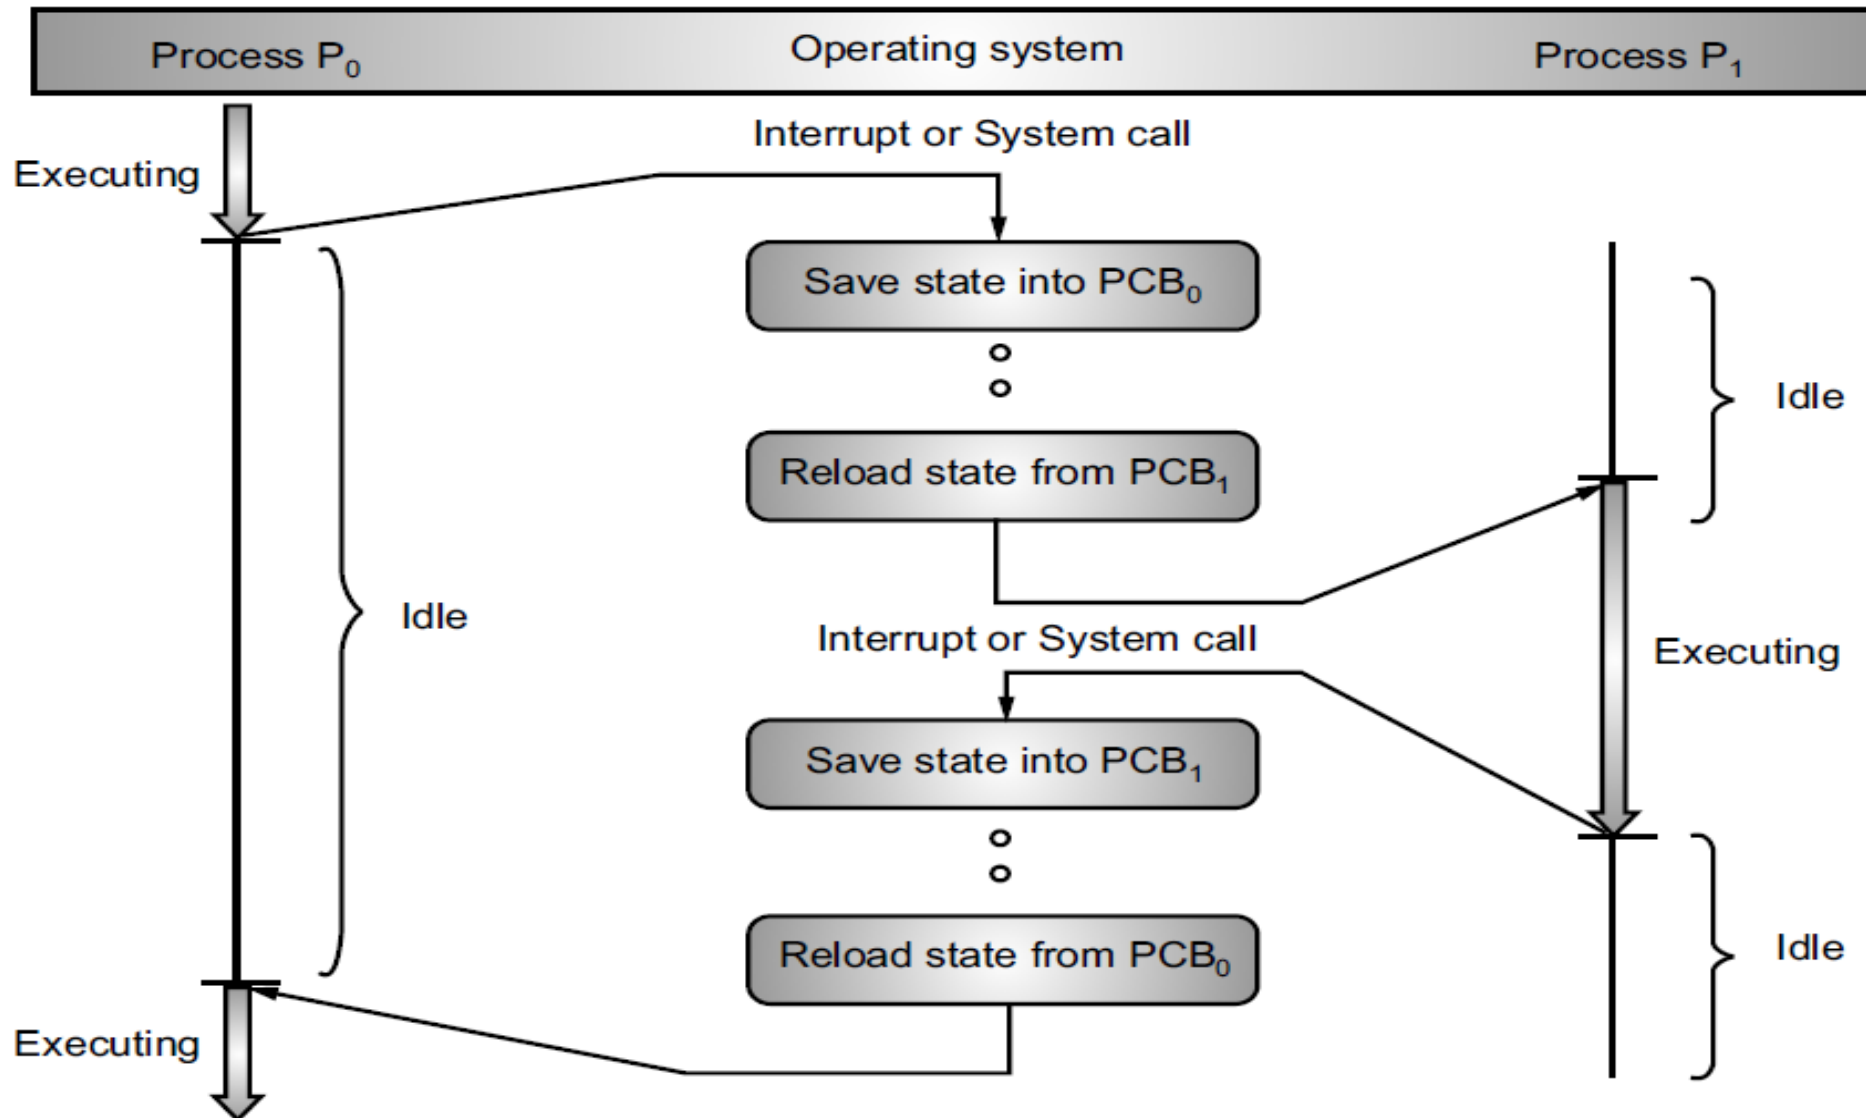 Process P₀ Operating system Process P₁
Interrupt or System call
Executing
Save state into PCB₀
Idle
Reload state from PCB₁
Idle
Interrupt or System call
Executing
Save state into PCB₁
Idle
Reload state from PCB₀
Executing